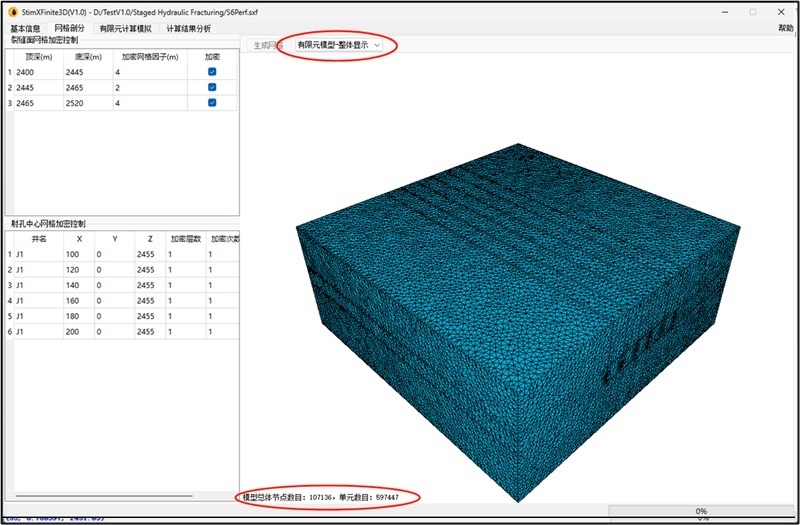 StimXFinite3D(V1.0) - D:/TestV1.0/Staged Hydraulic Fracturing/S6Perf.sxf
基本信息 网格剖分 有限元计算模拟 计算结果分析 帮助
裂缝面网格加密控制
顶深(m) 底深(m) 加密网格因子(m) 加密
1 2400 2445 4
2 2445 2465 2
3 2465 2520 4
生成网 有限元模型-整体显示
射孔中心网格加密控制
井名 X Y Z 加密层数 加密次数
1 J1 100 0 2455 1 1
2 J1 120 0 2455 1 1
3 J1 140 0 2455 1 1
4 J1 160 0 2455 1 1
5 J1 180 0 2455 1 1
6 J1 200 0 2455 1 1
模型总体节点数目: 107136, 单元数目: 597447
0%